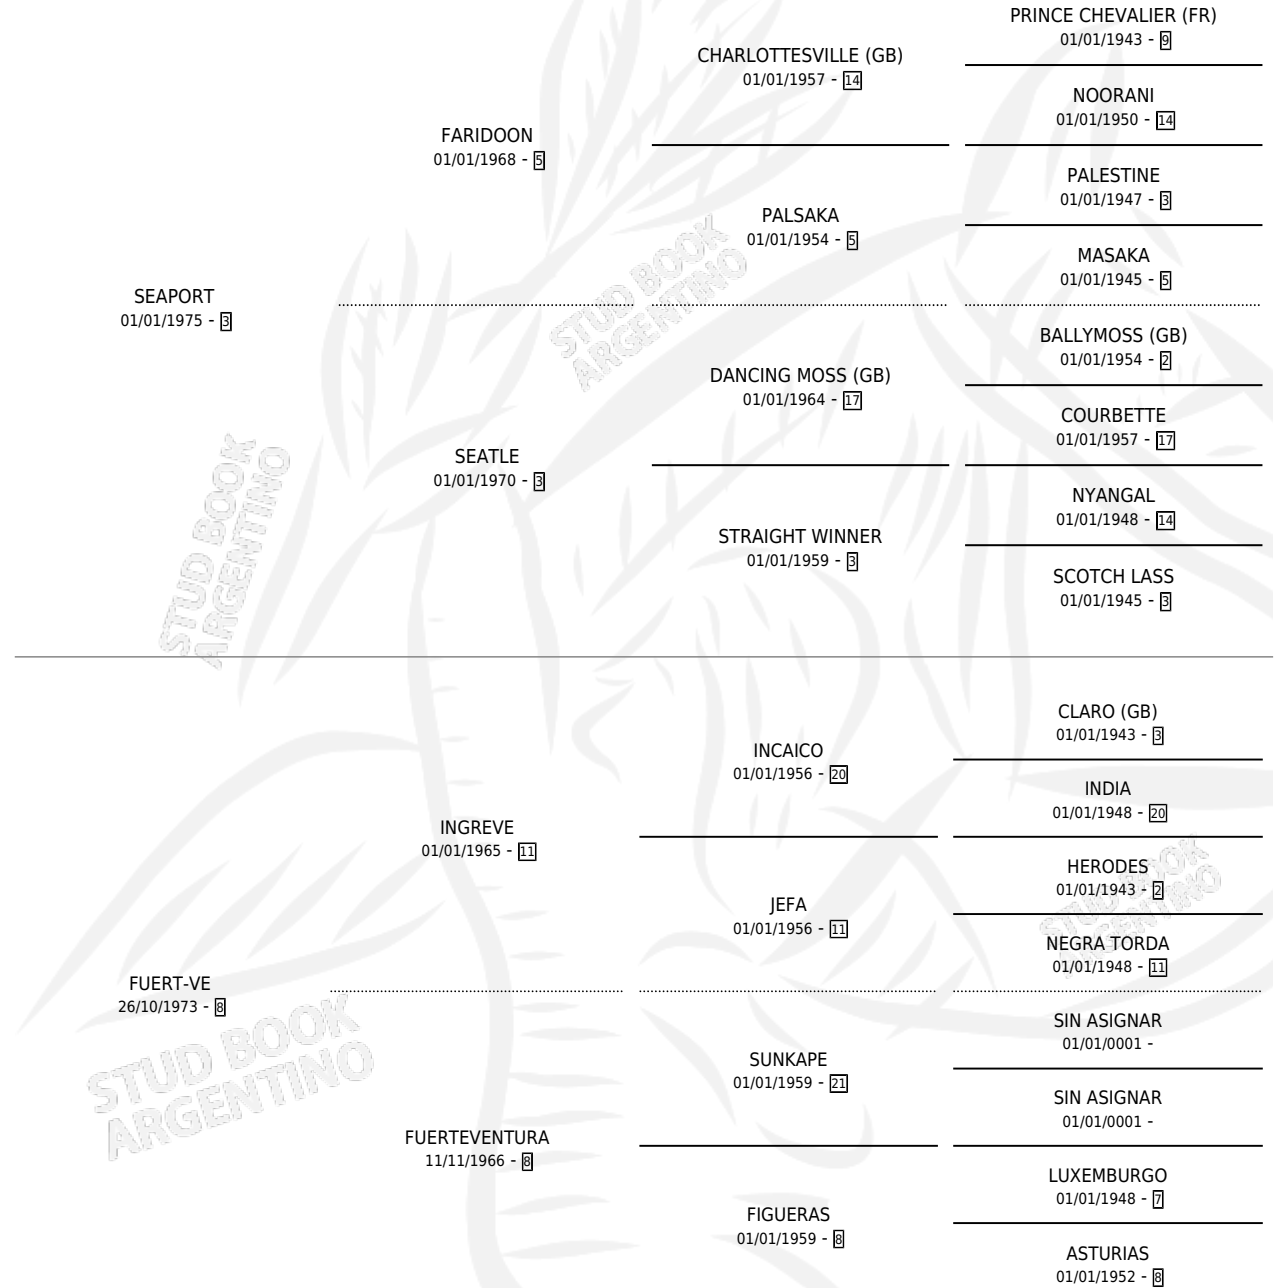 PRINCE CHEVALIER (FR)
01/01/1943 - 9
CHARLOTTESVILLE (GB)
01/01/1957 - 14
NOORANI
01/01/1950 - 14
FARIDOON
01/01/1968 - 5
PALESTINE
01/01/1947 - 3
PALSAKA
01/01/1954 - 5
MASAKA
01/01/1945 - 5
SEAPORT
01/01/1975 - 3
BALLYMOSS (GB)
01/01/1954 - 2
DANCING MOSS (GB)
01/01/1964 - 17
COURBETTE
01/01/1957 - 17
SEATLE
01/01/1970 - 3
NYANGAL
01/01/1948 - 14
STRAIGHT WINNER
01/01/1959 - 3
SCOTCH LASS
01/01/1945 - 3
CLARO (GB)
01/01/1943 - 3
INCAICO
01/01/1956 - 20
INDIA
01/01/1948 - 20
INGREVE
01/01/1965 - 11
HERODES
01/01/1943 - 2
JEFA
01/01/1956 - 11
NEGRA TORDA
01/01/1948 - 11
FUERT-VE
26/10/1973 - 8
SIN ASIGNAR
01/01/0001 -
SUNKAPE
01/01/1959 - 21
SIN ASIGNAR
01/01/0001 -
FUERTEVENTURA
11/11/1966 - 8
LUXEMBURGO
01/01/1948 - 7
FIGUERAS
01/01/1959 - 8
ASTURIAS
01/01/1952 - 8
STUD BOOK
ARGENTINO
STUD BOOK
ARGENTINO
STUD BOOK
ARGENTINO
STUD BOOK
ARGENTINO